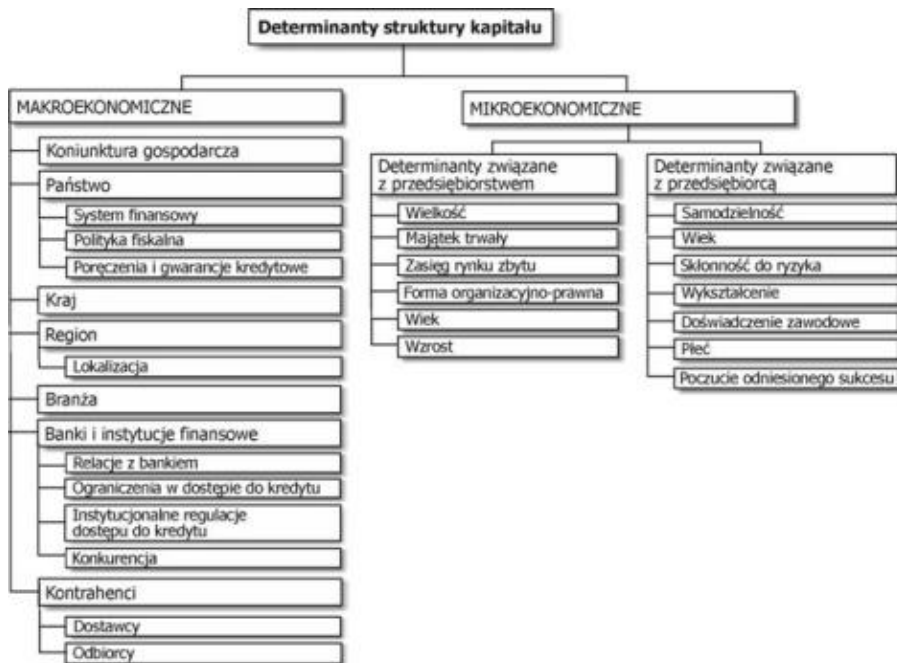 Determinanty struktury kapitału
MAKROEKONOMICZNE
Koniunktura gospodarcza
Państwo
System finansowy
Polityka fiskalna
Poręczenia i gwarancje kredytowe
Kraj
Region
Lokalizacja
Branża
Banki i instytucje finansowe
Relacje z bankiem
Ograniczenia w dostępie do kredytu
Instytucjonalne regulacje
dostępu do kredytu
Konkurencja
Kontrahenci
Dostawcy
Odbiorcy
MIKROEKONOMICZNE
Determinanty związane
z przedsiębiorstwem
Wielkość
Majątek trwały
Zasięg rynku zbytu
Forma organizacyjno-prawna
Wiek
Wzrost
Determinanty związane
z przedsiębiorcą
Samodzielność
Wiek
Skłonność do ryzyka
Wykształcenie
Doświadczenie zawodowe
Płeć
Poczucie odniesionego sukcesu